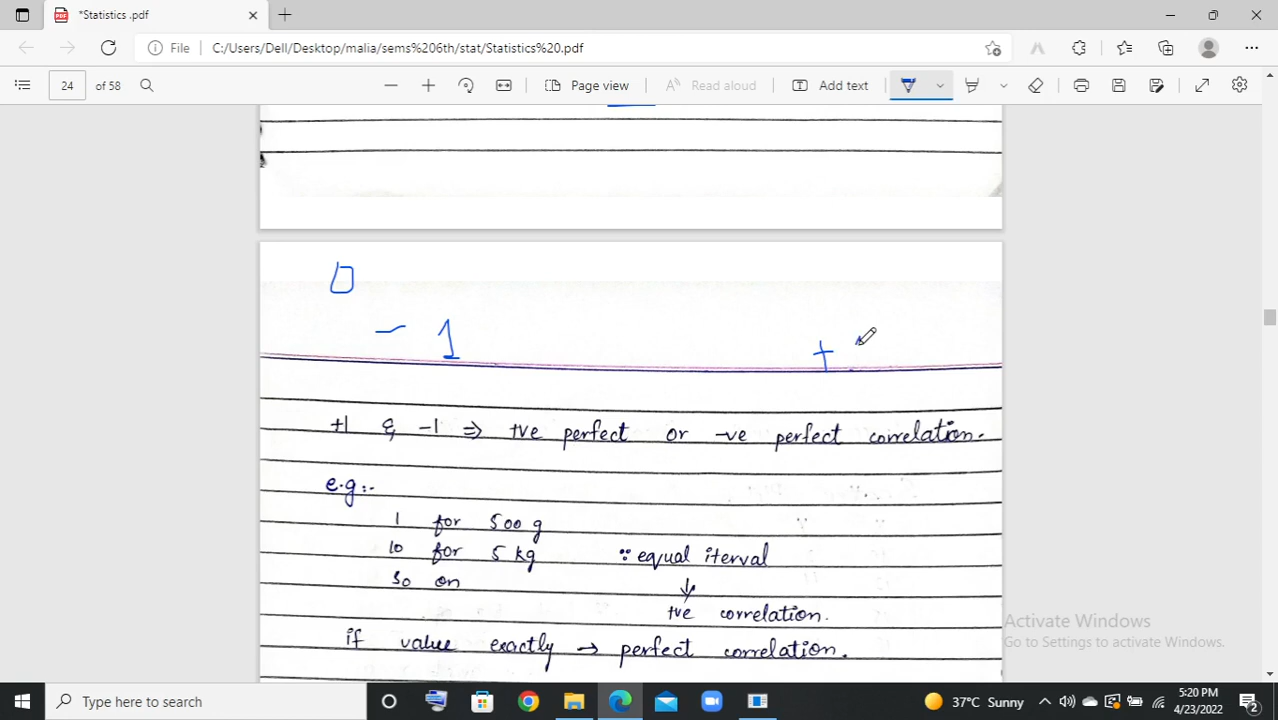 *Statistics .pdf
File C:/Users/Dell/Desktop/malia/sems%206th/stat/Statistics%20.pdf
24 of 58 Page view Read aloud Add text
0
- 1 +
+1 & -1 ⇒ +ve perfect or -ve perfect correlation.
e.g:-
1 for 500 g
10 for 5 kg ∵ equal iterval
So on ↓
+ve correlation.
if value exactly → perfect correlation.
Activate Windows
Go to Settings to activate Windows.
Type here to search 37°C Sunny 5:20 PM
4/23/2022 2